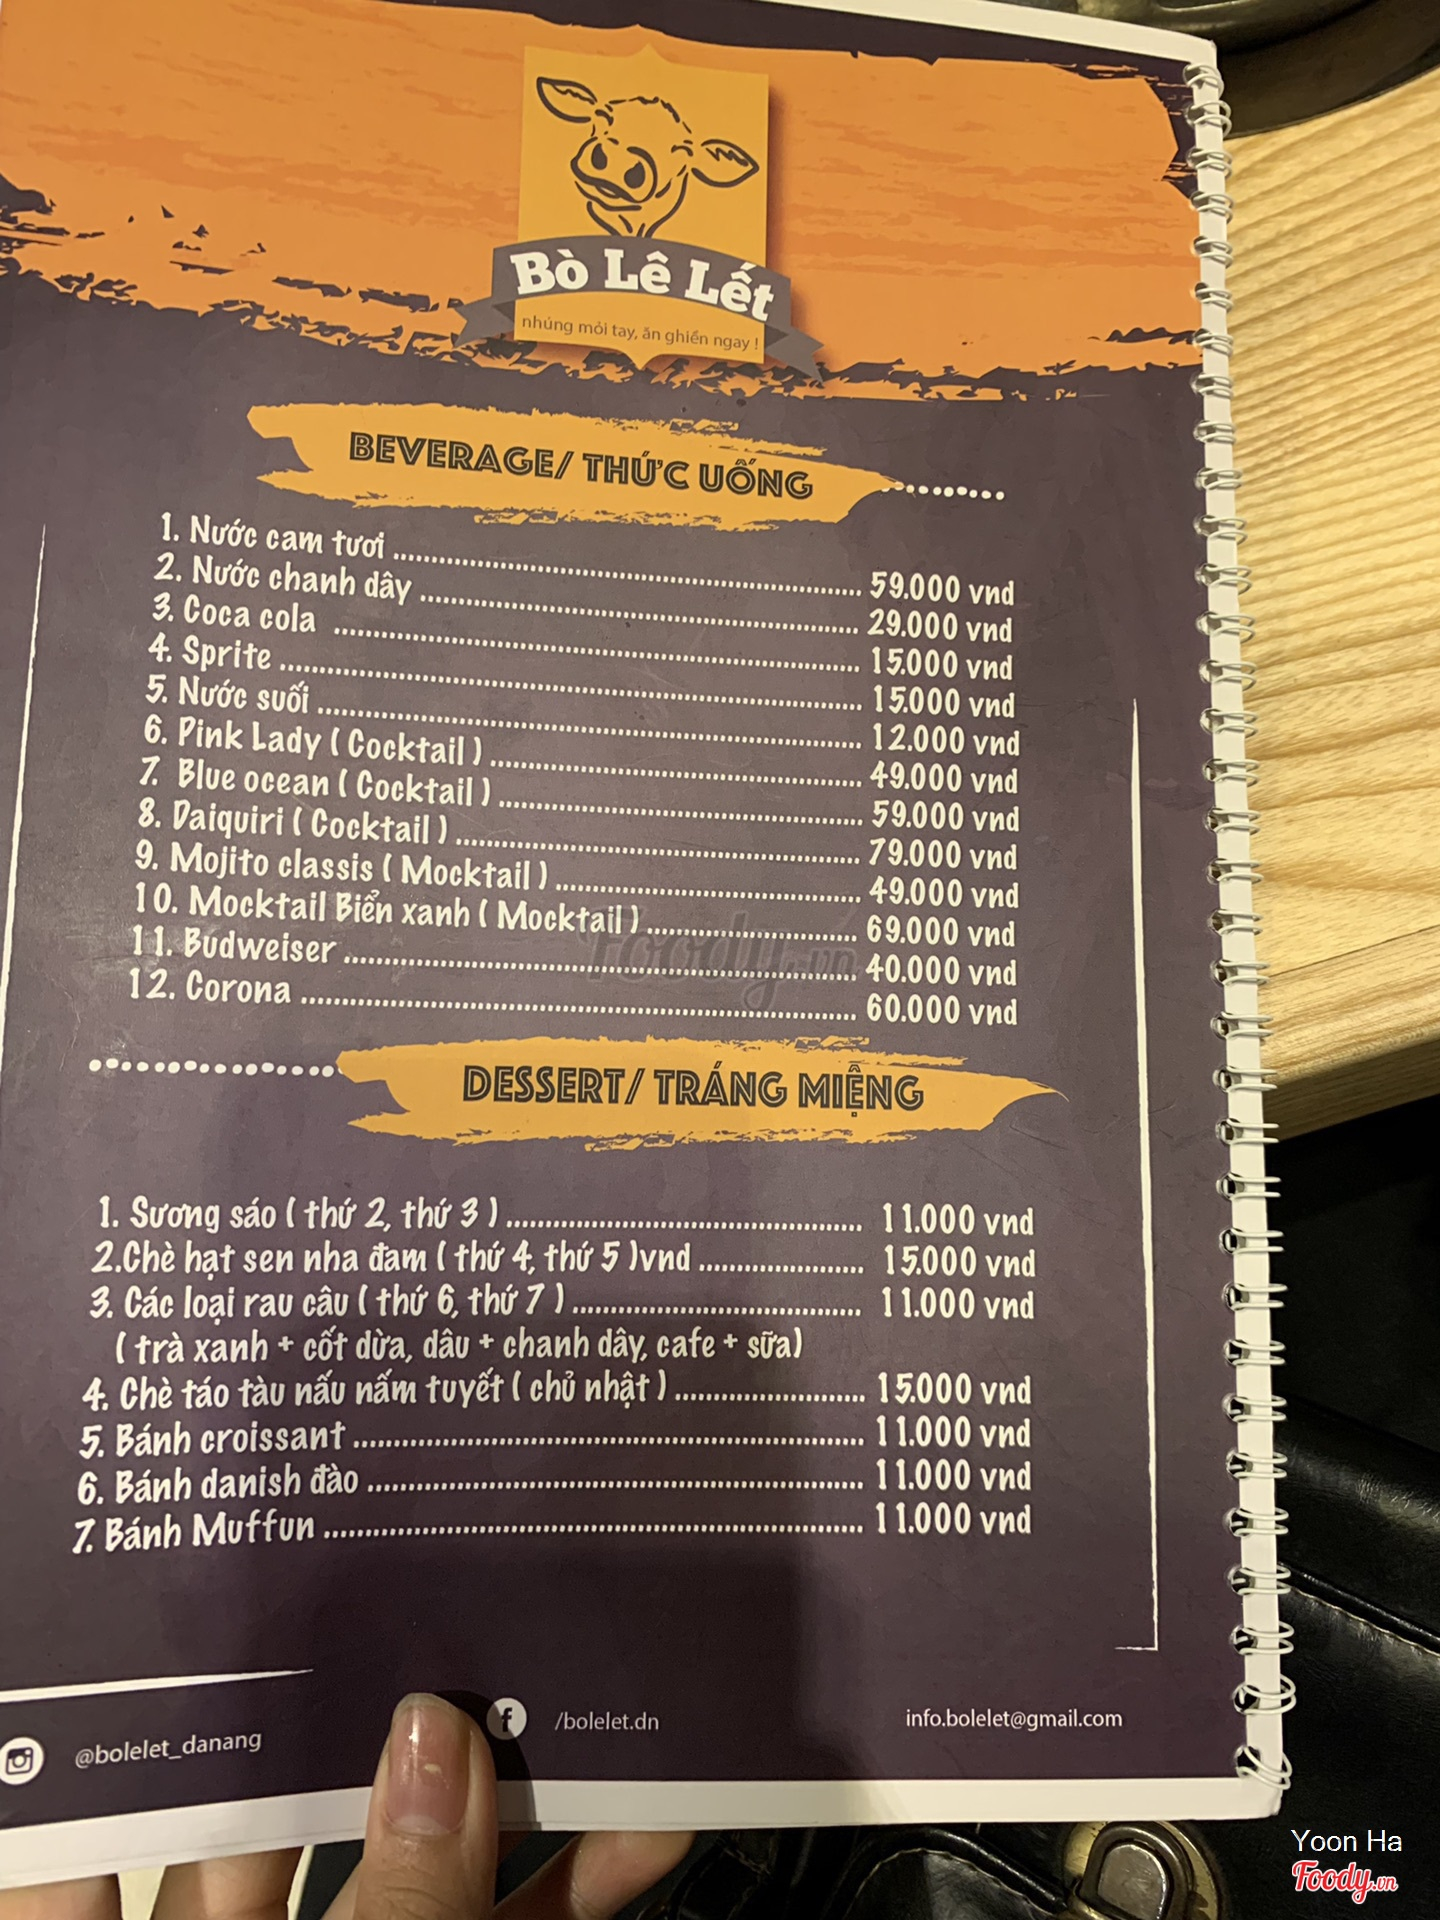 Bò Lê Lết
nhúng mỏi tay, ăn ghiền ngay !
BEVERAGE/ THỨC UỐNG
1. Nước cam tươi 59.000 vnd
2. Nước chanh dây 29.000 vnd
3. Coca cola 15.000 vnd
4. Sprite 15.000 vnd
5. Nước suối 12.000 vnd
6. Pink Lady ( Cocktail ) 49.000 vnd
7. Blue ocean ( Cocktail ) 59.000 vnd
8. Daiquiri ( Cocktail ) 79.000 vnd
9. Mojito classis ( Mocktail ) 49.000 vnd
10. Mocktail Biển xanh ( Mocktail ) 69.000 vnd
11. Budweiser 40.000 vnd
12. Corona 60.000 vnd
Foody.vn
DESSERT/ TRÁNG MIỆNG
1. Sương sáo ( thứ 2, thứ 3 ) 11.000 vnd
2.Chè hạt sen nha đam ( thứ 4, thứ 5 )vnd 15.000 vnd
3. Các loại rau câu ( thứ 6, thứ 7 ) 11.000 vnd
( trà xanh + cốt dừa, dâu + chanh dây, cafe + sữa)
4. Chè táo tàu nấu nấm tuyết ( chủ nhật ) 15.000 vnd
5. Bánh croissant 11.000 vnd
6. Bánh danish đào 11.000 vnd
7. Bánh Muffun 11.000 vnd
@bolelet_danang
/bolelet.dn
info.bolelet@gmail.com
Yoon Ha
Foody.vn